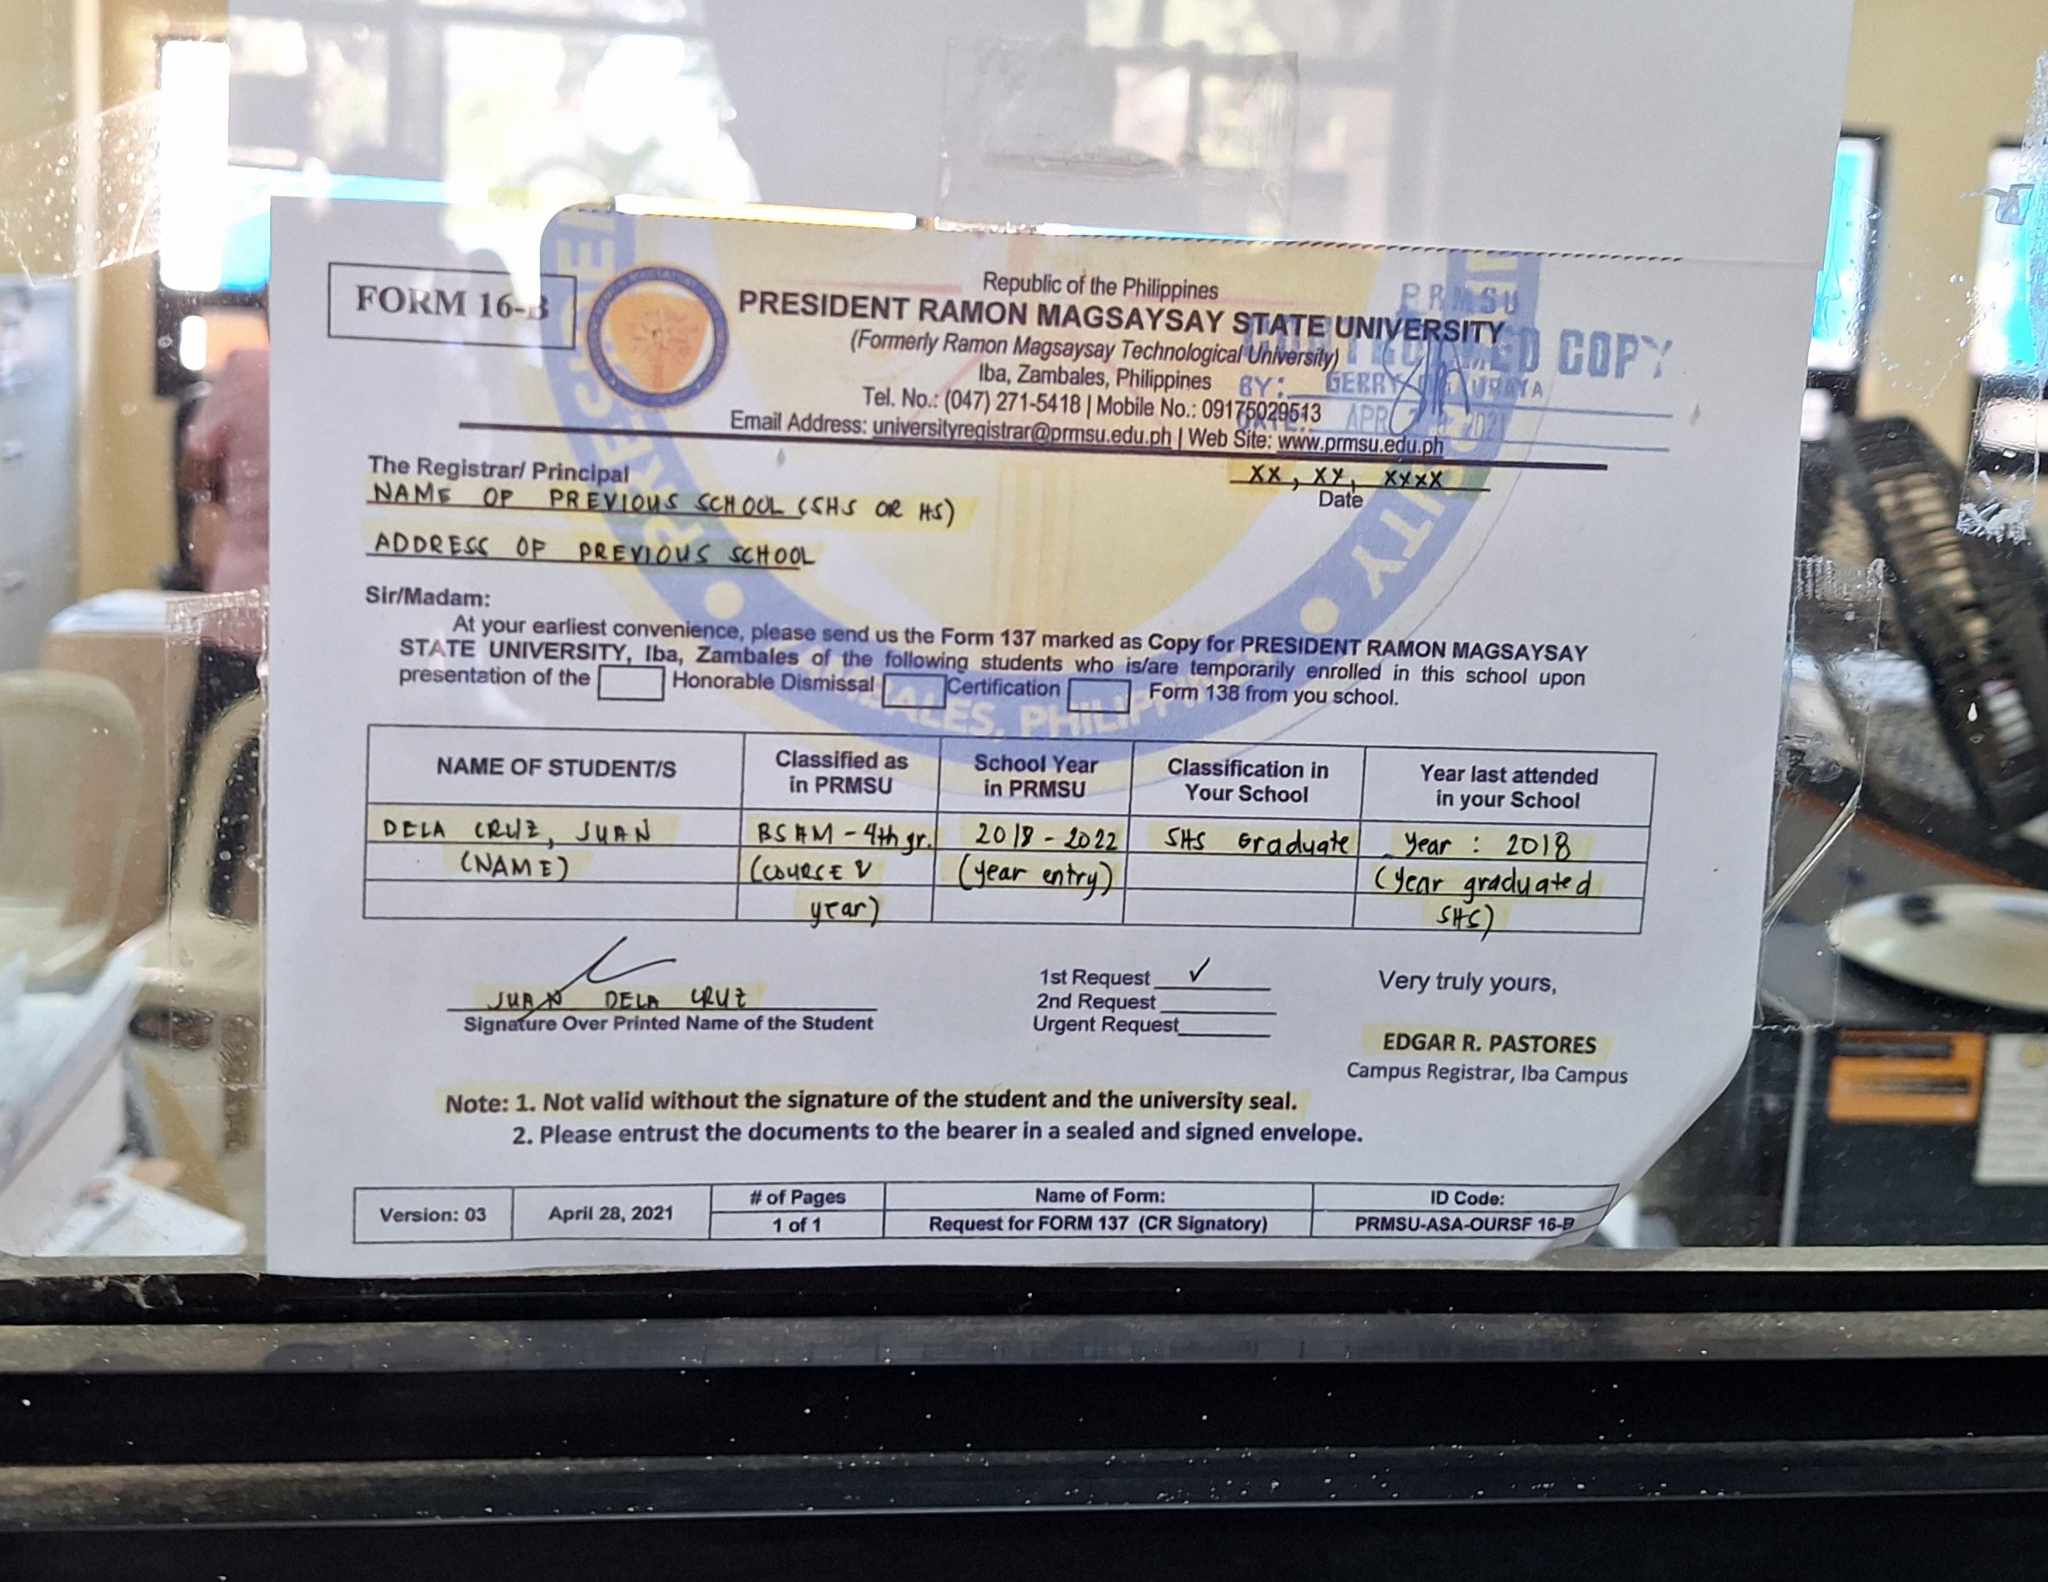 FORM 16-B
Republic of the Philippines
PRESIDENT RAMON MAGSAYSAY STATE UNIVERSITY
(Formerly Ramon Magsaysay Technological University)
Iba, Zambales, Philippines
Tel. No.: (047) 271-5418 | Mobile No.: 09175029513
Email Address: universityregistrar@prmsu.edu.ph | Web Site: www.prmsu.edu.ph
PRMSU
COPY
BY: GERRY
APR
The Registrar/ Principal
XX, XX, XXXX
Date
NAME OF PREVIOUS SCHOOL (SHS OR HS)
ADDRESS OF PREVIOUS SCHOOL
Sir/Madam:
At your earliest convenience, please send us the Form 137 marked as Copy for PRESIDENT RAMON MAGSAYSAY
STATE UNIVERSITY, Iba, Zambales of the following students who is/are temporarily enrolled in this school upon
presentation of the Honorable Dismissal Certification Form 138 from you school.
NAME OF STUDENT/S
Classified as
in PRMSU
School Year
in PRMSU
Classification in
Your School
Year last attended
in your School
DELA CRUZ, JUAN
(NAME)
BSHM - 4th yr.
(COURSE &
year)
2018 - 2022
(year entry)
SHS Graduate
Year : 2018
(year graduated
SHS)
JUAN DELA CRUZ
Signature Over Printed Name of the Student
1st Request ✓
2nd Request
Urgent Request
Very truly yours,
EDGAR R. PASTORES
Campus Registrar, Iba Campus
Note: 1. Not valid without the signature of the student and the university seal.
2. Please entrust the documents to the bearer in a sealed and signed envelope.
Version: 03
April 28, 2021
# of Pages
1 of 1
Name of Form:
Request for FORM 137 (CR Signatory)
ID Code:
PRMSU-ASA-OURSF 16-B